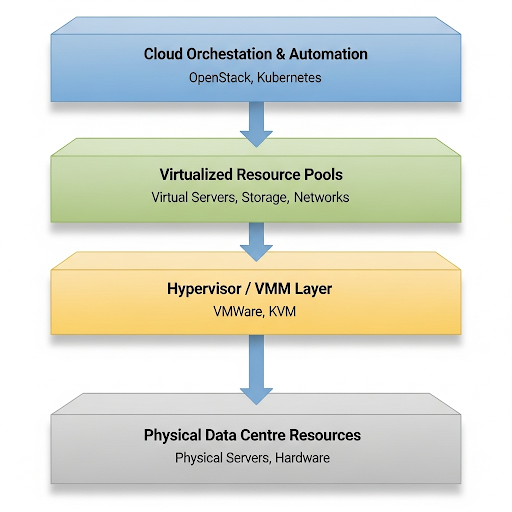 Cloud Orchestation & Automation
OpenStack, Kubernetes
Virtualized Resource Pools
Virtual Servers, Storage, Networks
Hypervisor / VMM Layer
VMWare, KVM
Physical Data Centre Resources
Physical Servers, Hardware